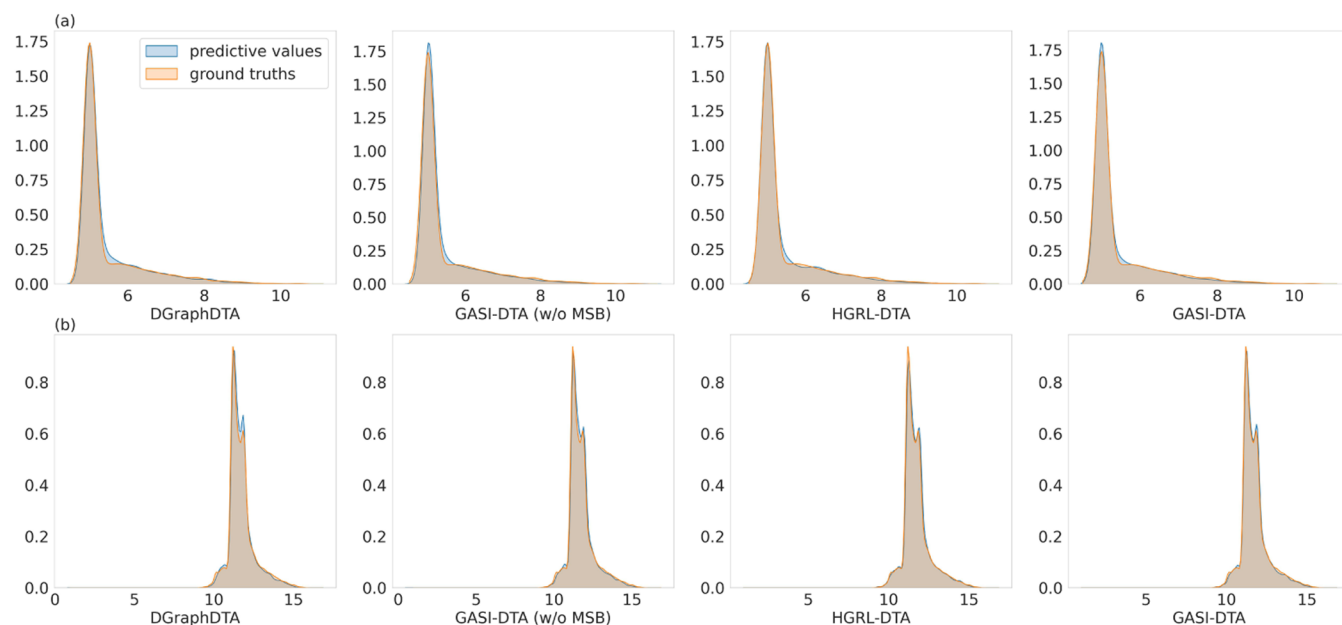 (a)
1.75
1.50
1.25
1.00
0.75
0.50
0.25
0.00
predictive values
ground truths
6 8 10
DGraphDTA
1.75
1.50
1.25
1.00
0.75
0.50
0.25
0.00
6 8 10
GASI-DTA (w/o MSB)
1.75
1.50
1.25
1.00
0.75
0.50
0.25
0.00
6 8 10
HGRL-DTA
1.75
1.50
1.25
1.00
0.75
0.50
0.25
0.00
6 8 10
GASI-DTA
(b)
0.8
0.6
0.4
0.2
0.0
0 5 10 15
DGraphDTA
0.8
0.6
0.4
0.2
0.0
0 5 10 15
GASI-DTA (w/o MSB)
0.8
0.6
0.4
0.2
0.0
0 5 10 15
HGRL-DTA
0.8
0.6
0.4
0.2
0.0
0 5 10 15
GASI-DTA